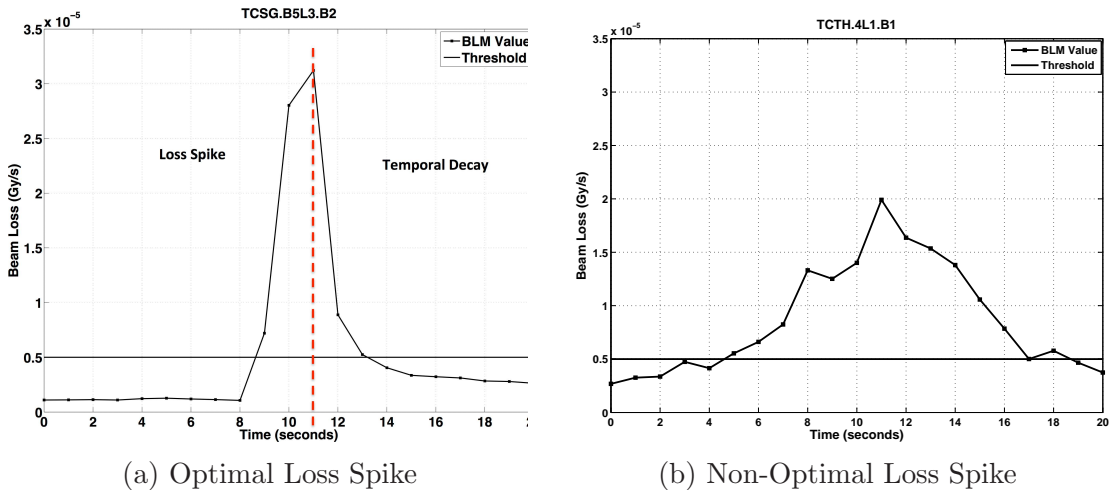 TCSG.B5L3.B2
x 10⁻⁵
3.5
3
2.5
2
1.5
1
0.5
0
Beam Loss (Gy/s)
BLM Value
Threshold
Loss Spike
Temporal Decay
0 2 4 6 8 10 12 14 16 18
Time (seconds)
(a) Optimal Loss Spike
TCTH.4L1.B1
x 10⁻⁵
3.5
3
2.5
2
1.5
1
0.5
0
Beam Loss (Gy/s)
BLM Value
Threshold
0 2 4 6 8 10 12 14 16 18 20
Time (seconds)
(b) Non-Optimal Loss Spike